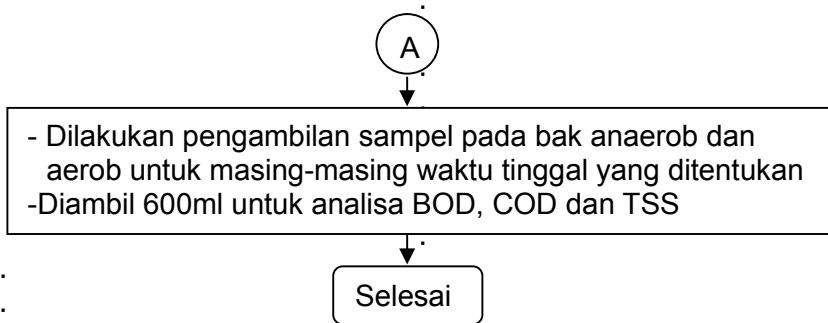 A
- Dilakukan pengambilan sampel pada bak anaerob dan
aerob untuk masing-masing waktu tinggal yang ditentukan
-Diambil 600ml untuk analisa BOD, COD dan TSS
Selesai